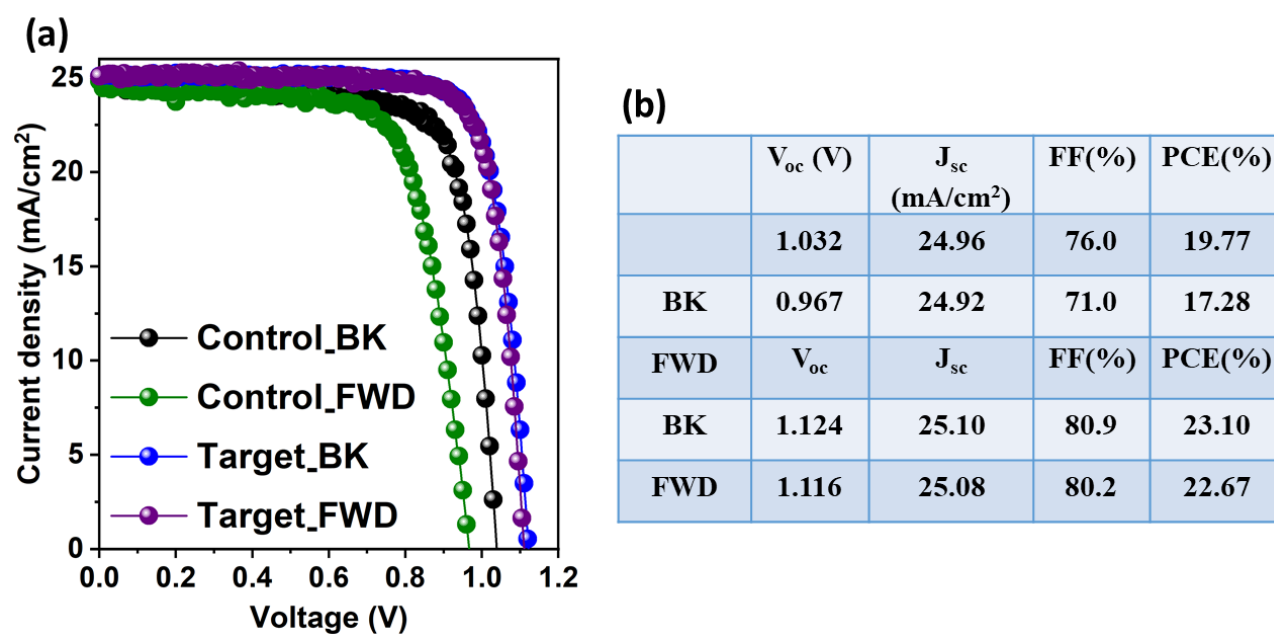 (a)
Current density (mA/cm²)
25
20
15
10
5
0
0.0 0.2 0.4 0.6 0.8 1.0 1.2
Voltage (V)
Control_BK
Control_FWD
Target_BK
Target_FWD
(b)
Voc (V) Jsc (mA/cm²) FF(%) PCE(%)
1.032 24.96 76.0 19.77
BK 0.967 24.92 71.0 17.28
FWD Voc Jsc FF(%) PCE(%)
BK 1.124 25.10 80.9 23.10
FWD 1.116 25.08 80.2 22.67